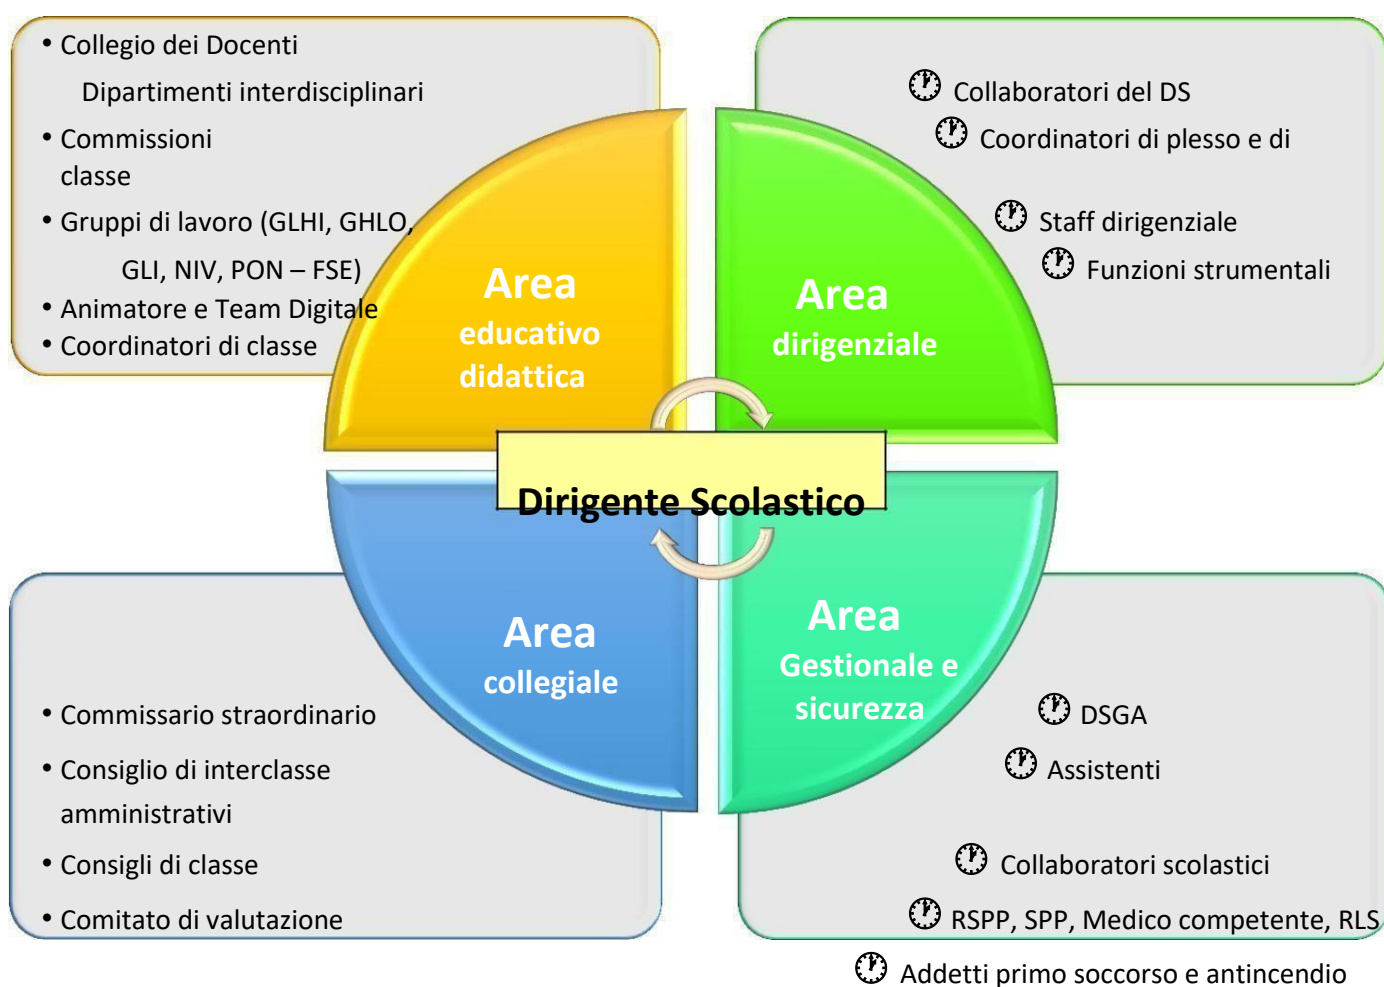 • Collegio dei Docenti
Dipartimenti interdisciplinari
• Commissioni
classe
• Gruppi di lavoro (GLHI, GHLO,
GLI, NIV, PON – FSE)
• Animatore e Team Digitale
• Coordinatori di classe
Collaboratori del DS
Coordinatori di plesso e di
Staff dirigenziale
Funzioni strumentali
Area
educativo
didattica
Area
dirigenziale
Dirigente Scolastico
Area
collegiale
Area
Gestionale e
sicurezza
• Commissario straordinario
• Consiglio di interclasse
amministrativi
• Consigli di classe
• Comitato di valutazione
DSGA
Assistenti
Collaboratori scolastici
RSPP, SPP, Medico competente, RLS
Addetti primo soccorso e antincendio